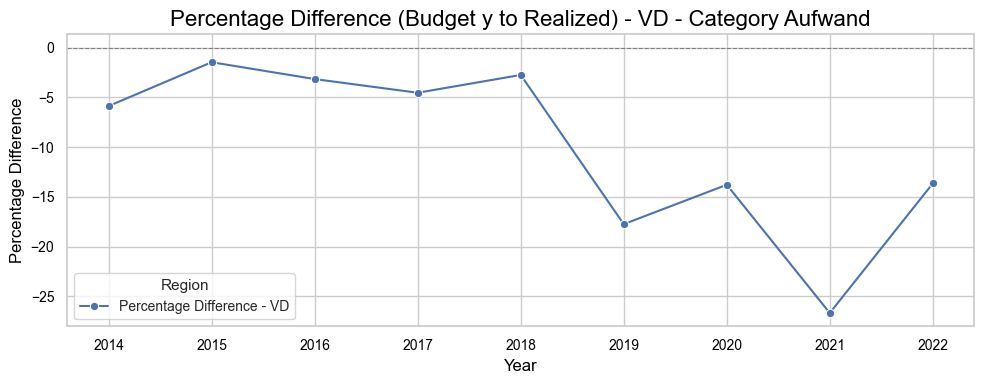 Percentage Difference (Budget y to Realized) - VD - Category Aufwand
Percentage Difference
0
−5
−10
−15
−20
−25
Region
Percentage Difference - VD
2014 2015 2016 2017 2018 2019 2020 2021 2022
Year